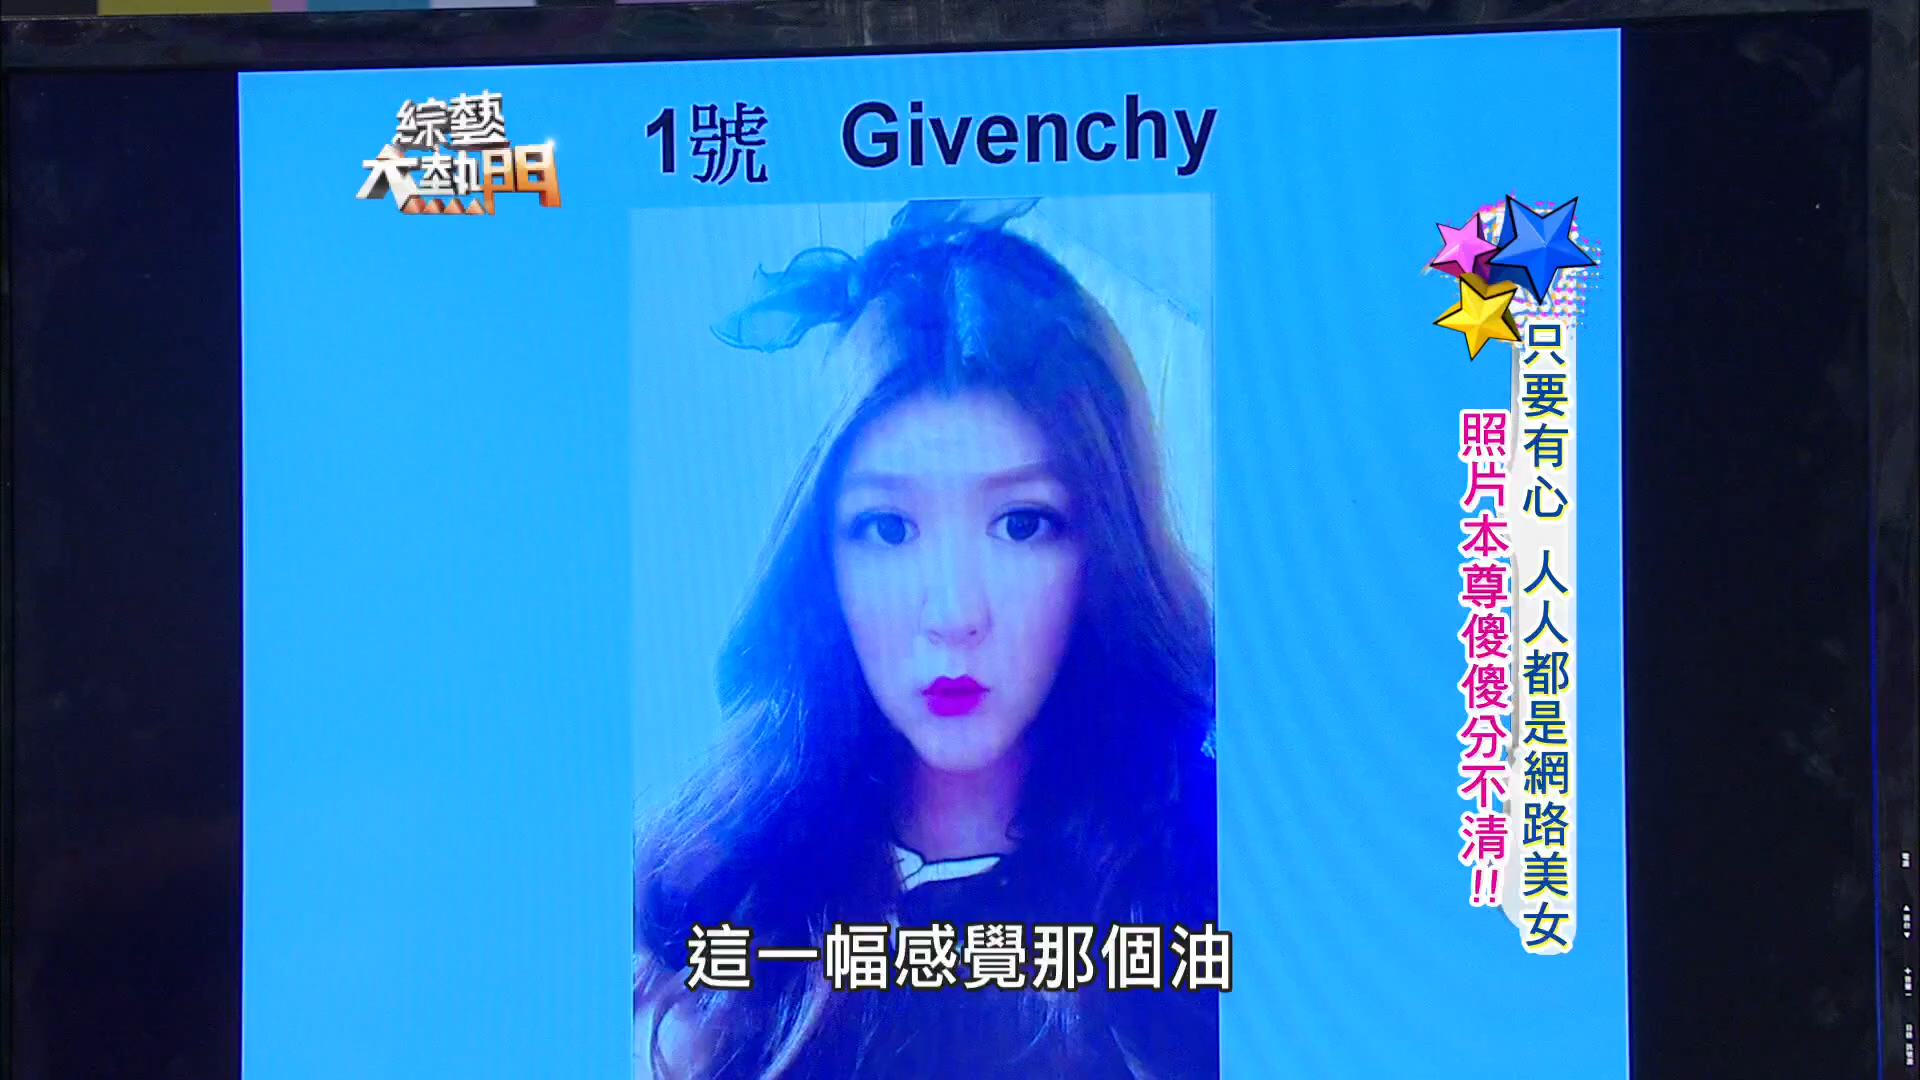 綜藝
大熱門
1號 Givenchy
只要有心 人人都是網路美女
照片本尊傻傻分不清!!
這一幅感覺那個油